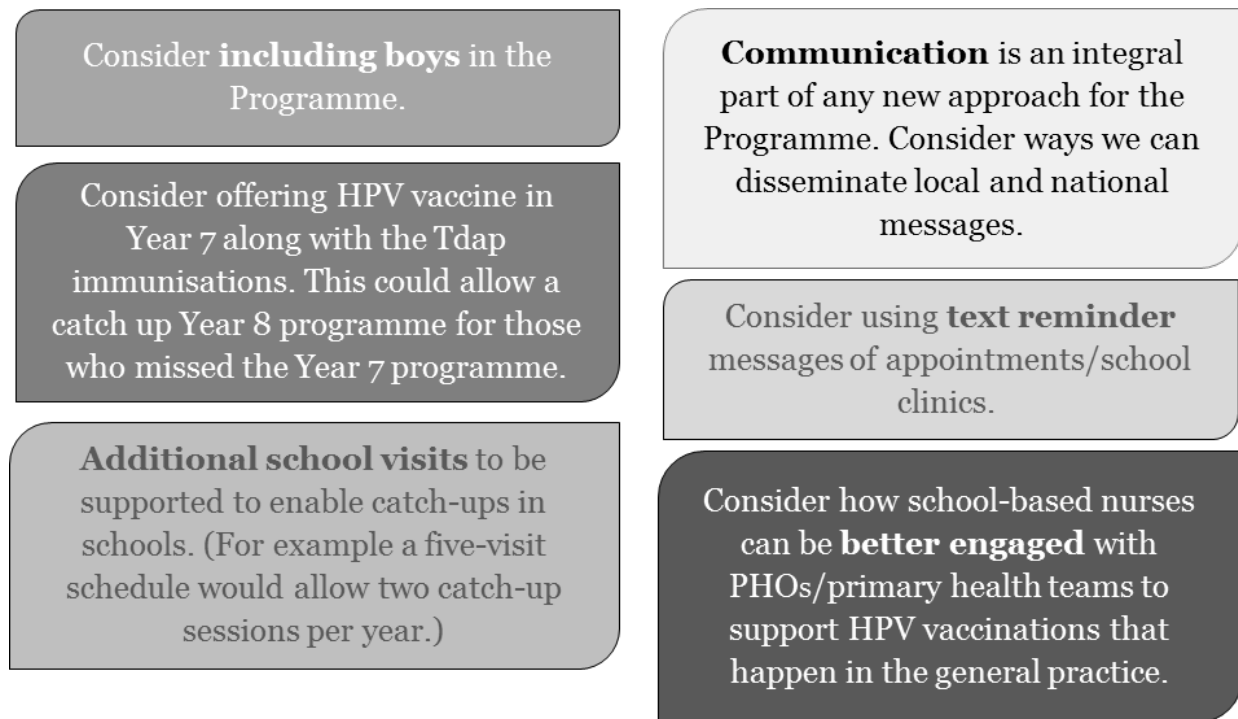 Consider including boys in the
Programme.
Consider offering HPV vaccine in
Year 7 along with the Tdap
immunisations. This could allow a
catch up Year 8 programme for those
who missed the Year 7 programme.
Additional school visits to be
supported to enable catch-ups in
schools. (For example a five-visit
schedule would allow two catch-up
sessions per year.)
Communication is an integral
part of any new approach for the
Programme. Consider ways we can
disseminate local and national
messages.
Consider using text reminder
messages of appointments/school
clinics.
Consider how school-based nurses
can be better engaged with
PHOs/primary health teams to
support HPV vaccinations that
happen in the general practice.